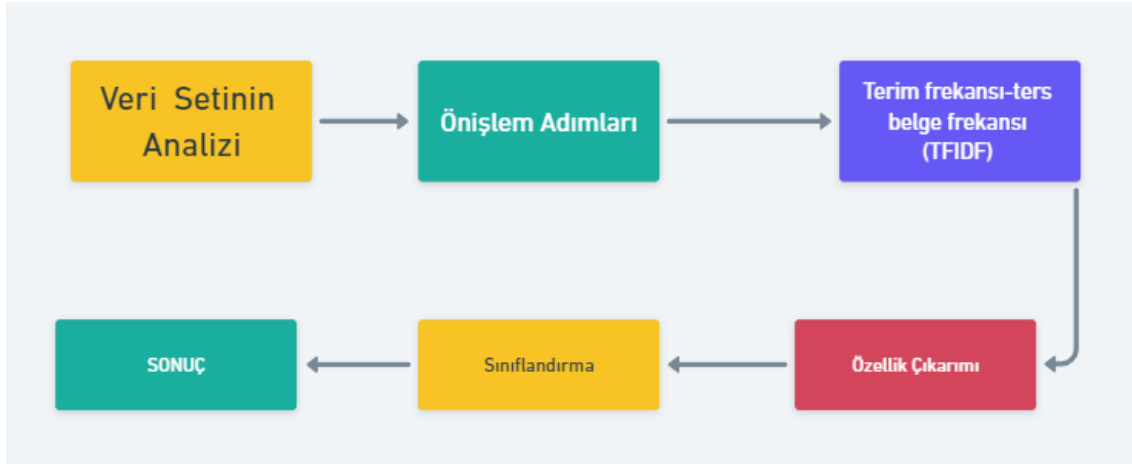 Veri Setinin
Analizi
Önişlem Adımları
Terim frekansı-ters
belge frekansı
(TFIDF)
Özellik Çıkarımı
Sınıflandırma
SONUÇ